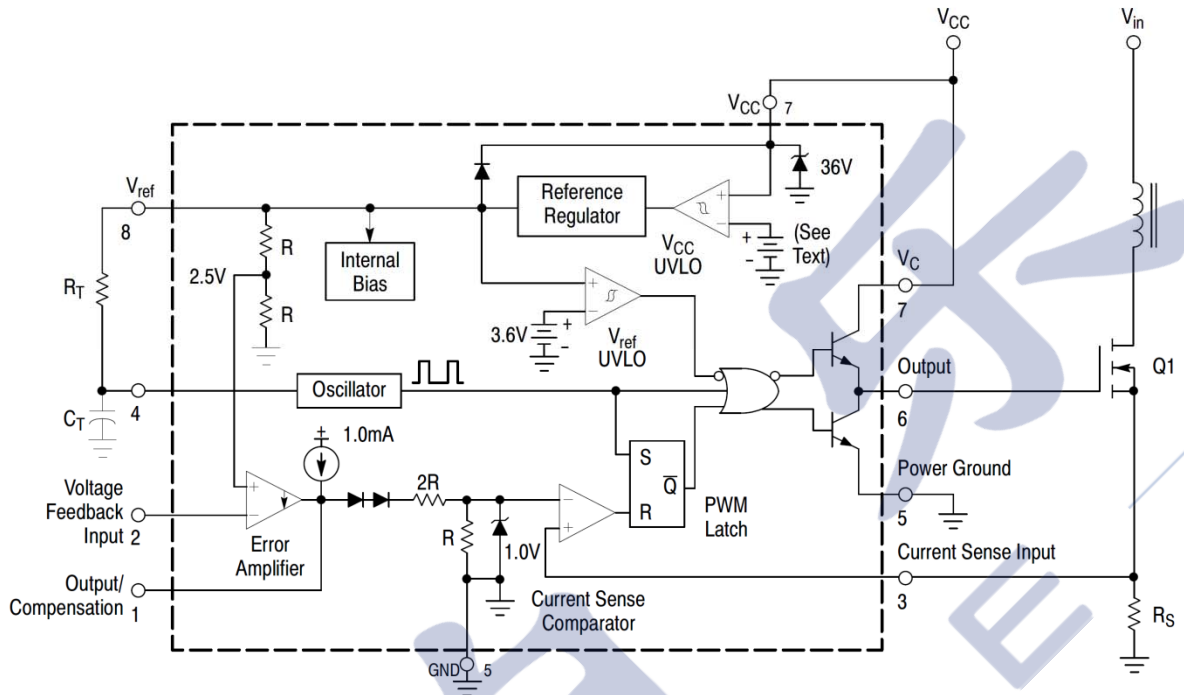 VCC
Vin
VCC
7
36V
Vref
8
Reference
Regulator
VCC
UVLO
+
-
+
-
(See
Text)
R
2.5V
R
Internal
Bias
RT
+
-
3.6V
+
-
Vref
UVLO
VC
7
Output
6
Q1
Oscillator
4
CT
+
1.0mA
S
R
Q
PWM
Latch
Power Ground
5
Voltage
Feedback
Input
2
+
-
Error
Amplifier
2R
R
1.0V
-
+
Current Sense
Comparator
Current Sense Input
3
RS
Output/
Compensation
1
GND
5